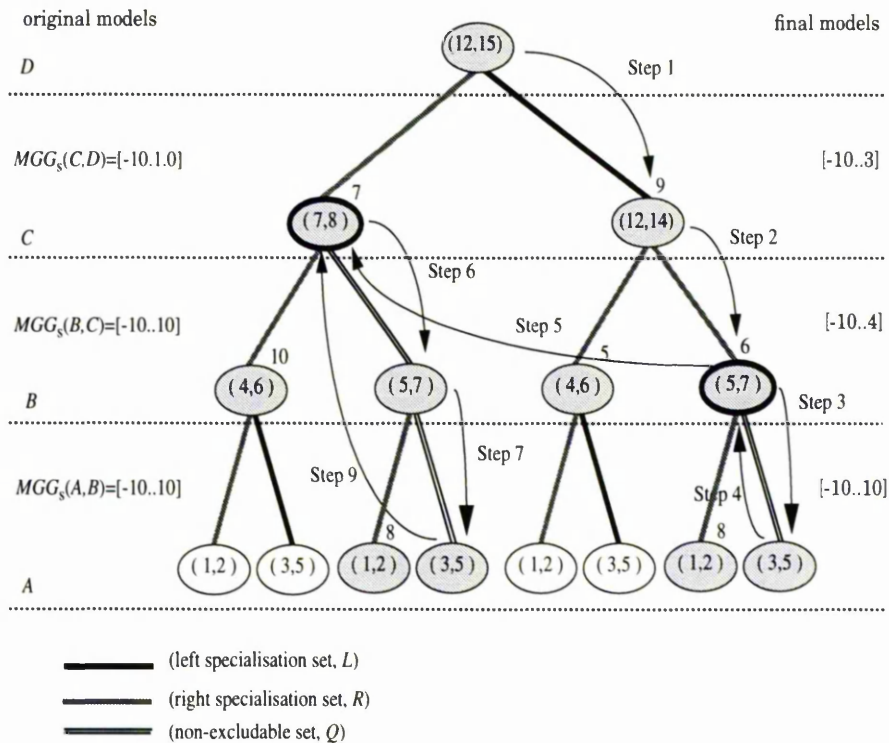 original models
final models
(12,15)
D
Step 1
MGGs(C,D)=[-10.1.0]
[-10..3]
7
9
(7,8)
(12,14)
C
Step 2
Step 6
MGGs(B,C)=[-10..10]
Step 5
[-10..4]
10
5
6
(4,6)
(5,7)
(4,6)
(5,7)
B
Step 3
Step 7
Step 9
MGGs(A,B)=[-10..10]
Step 4
[-10..10]
8
8
(1,2)
(3,5)
(1,2)
(3,5)
(1,2)
(3,5)
(1,2)
(3,5)
A
(left specialisation set, L)
(right specialisation set, R)
(non-excludable set, Q)